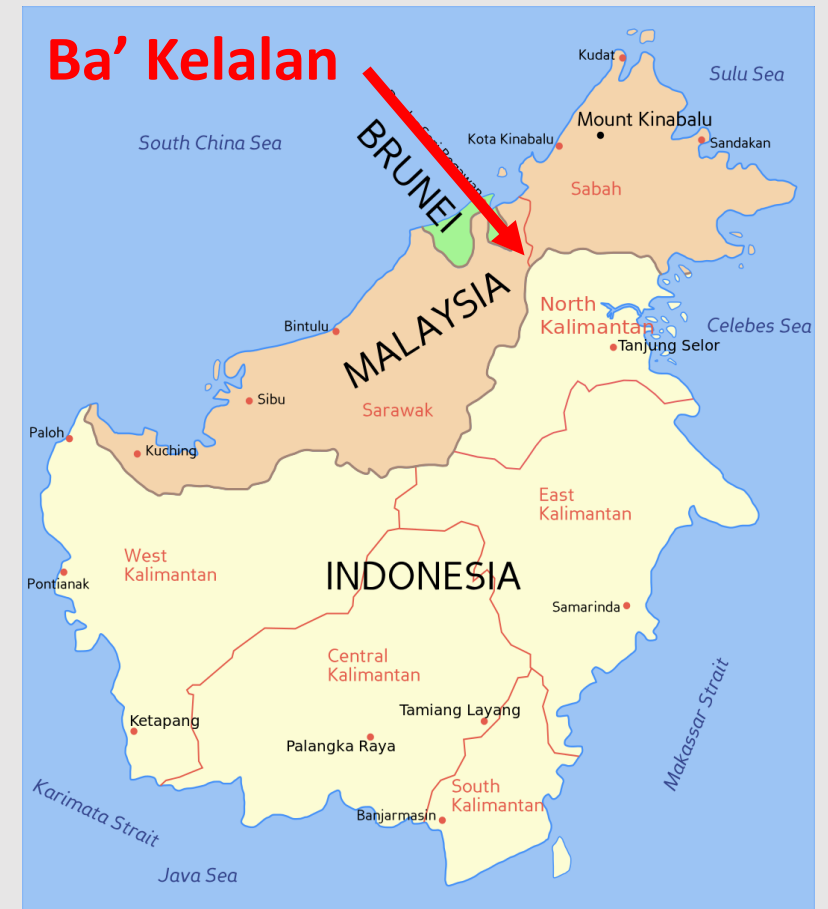 Ba’ Kelalan
Kudat
Sulu Sea
Mount Kinabalu
South China Sea
Kota Kinabalu
Sandakan
BRUNEI
Sabah
MALAYSIA
North
Kalimantan
Bintulu
Celebes Sea
Tanjung Selor
Sibu
Sarawak
Paloh
Kuching
East
Kalimantan
West
Kalimantan
INDONESIA
Pontianak
Samarinda
Central
Kalimantan
Makassar Strait
Tamiang Layang
Ketapang
Palangka Raya
South
Kalimantan
Karimata Strait
Banjarmasin
Java Sea